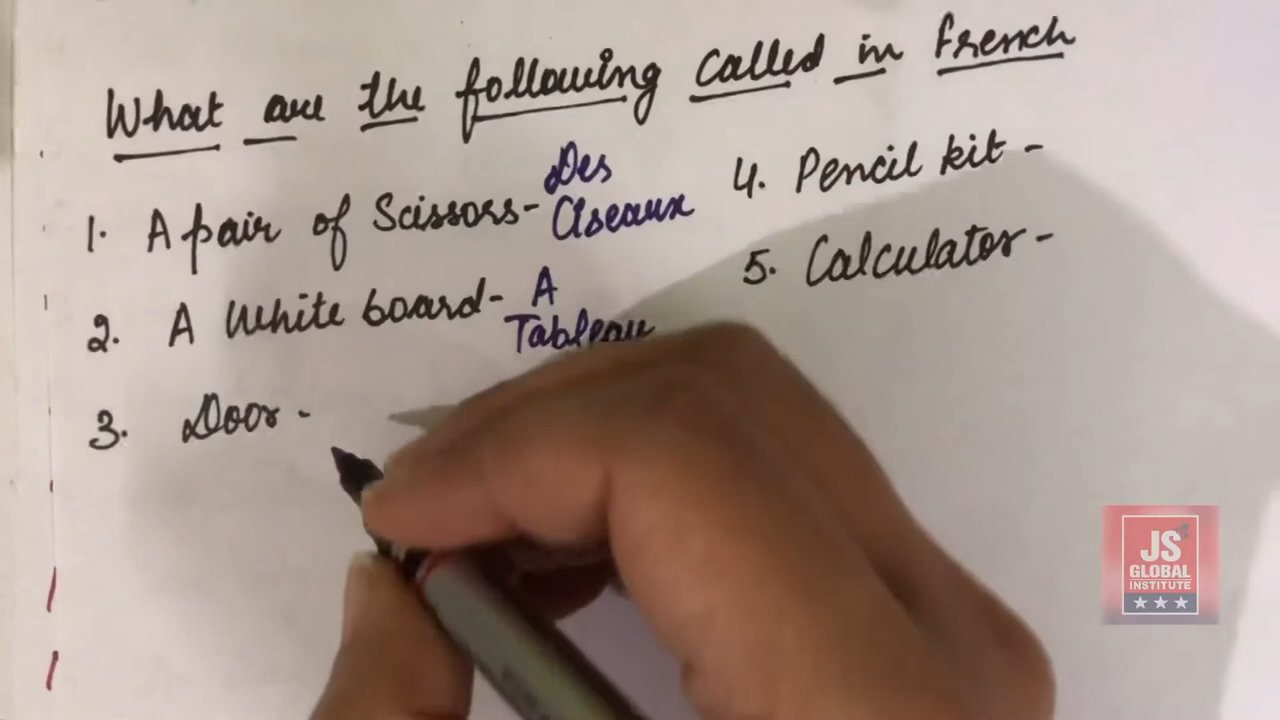 What are the following called in French
1. A pair of Scissors- Des
Ciseaux
2. A White board- A
Tableau
3. Door -
4. Pencil kit -
5. Calculator -
JS
GLOBAL
INSTITUTE